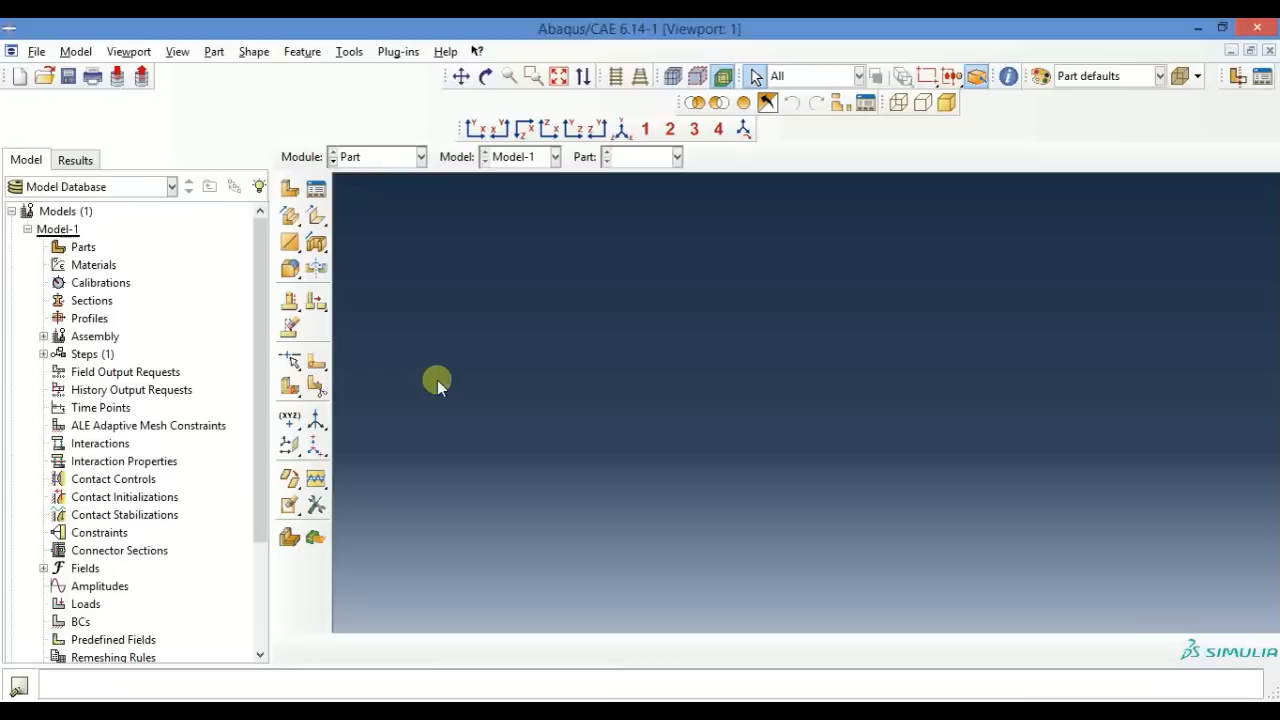 Abaqus/CAE 6.14-1 [Viewport: 1]
File Model Viewport View Part Shape Feature Tools Plug-ins Help
All Part defaults
1 2 3 4
Model Results Module: Part Model: Model-1 Part:
Model Database
Models (1)
Model-1
Parts
Materials
Calibrations
Sections
Profiles
Assembly
Steps (1)
Field Output Requests
History Output Requests
Time Points
ALE Adaptive Mesh Constraints
Interactions
Interaction Properties
Contact Controls
Contact Initializations
Contact Stabilizations
Constraints
Connector Sections
Fields
Amplitudes
Loads
BCs
Predefined Fields
Remeshing Rules
(XYZ)
SIMULIA